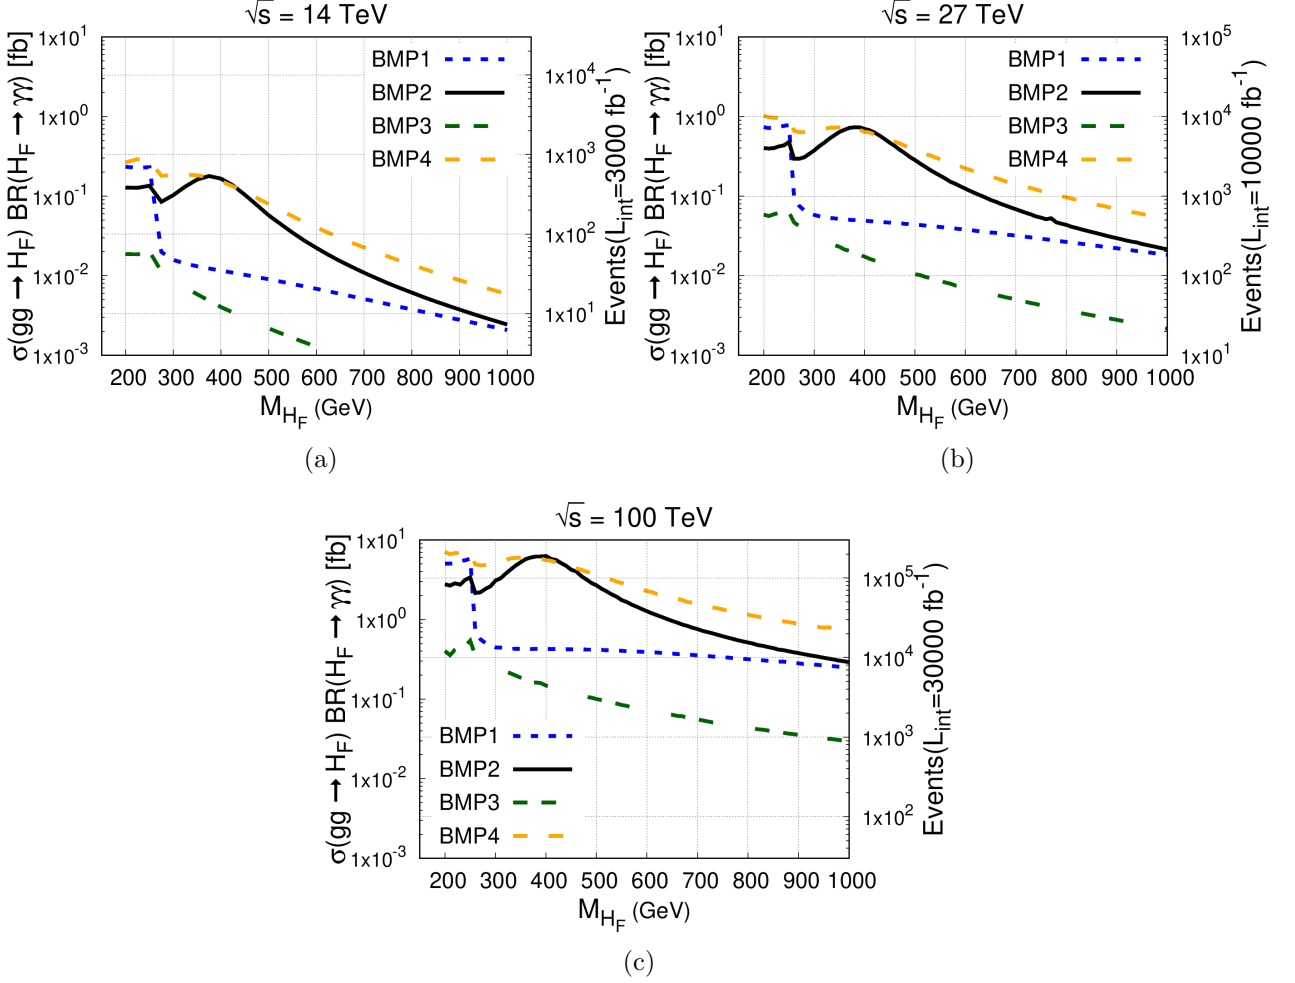 √s = 14 TeV
σ(gg → H_F) BR(H_F → γγ) [fb]
1x10^1
1x10^0
1x10^-1
1x10^-2
1x10^-3
BMP1
BMP2
BMP3
BMP4
1x10^4
1x10^3
1x10^2
1x10^1
Events(L_int=3000 fb^-1)
200 300 400 500 600 700 800 900 1000
M_H_F (GeV)
(a)
√s = 27 TeV
σ(gg → H_F) BR(H_F → γγ) [fb]
1x10^1
1x10^0
1x10^-1
1x10^-2
1x10^-3
BMP1
BMP2
BMP3
BMP4
1x10^5
1x10^4
1x10^3
1x10^2
1x10^1
Events(L_int=10000 fb^-1)
200 300 400 500 600 700 800 900 1000
M_H_F (GeV)
(b)
√s = 100 TeV
σ(gg → H_F) BR(H_F → γγ) [fb]
1x10^1
1x10^0
1x10^-1
1x10^-2
1x10^-3
BMP1
BMP2
BMP3
BMP4
1x10^5
1x10^4
1x10^3
1x10^2
Events(L_int=30000 fb^-1)
200 300 400 500 600 700 800 900 1000
M_H_F (GeV)
(c)